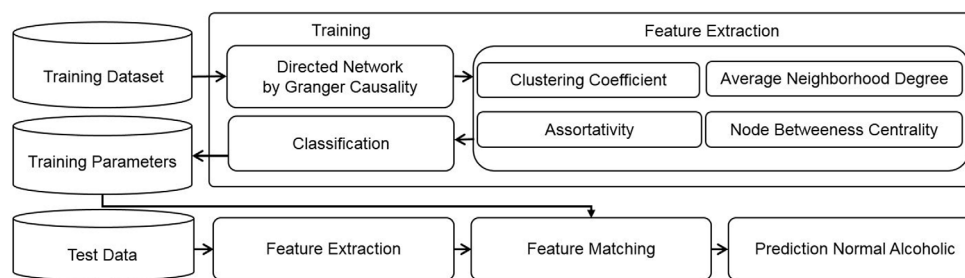 Training
Feature Extraction
Training Dataset
Directed Network
by Granger Causality
Clustering Coefficient
Average Neighborhood Degree
Assortativity
Node Betweeness Centrality
Classification
Training Parameters
Test Data
Feature Extraction
Feature Matching
Prediction Normal Alcoholic